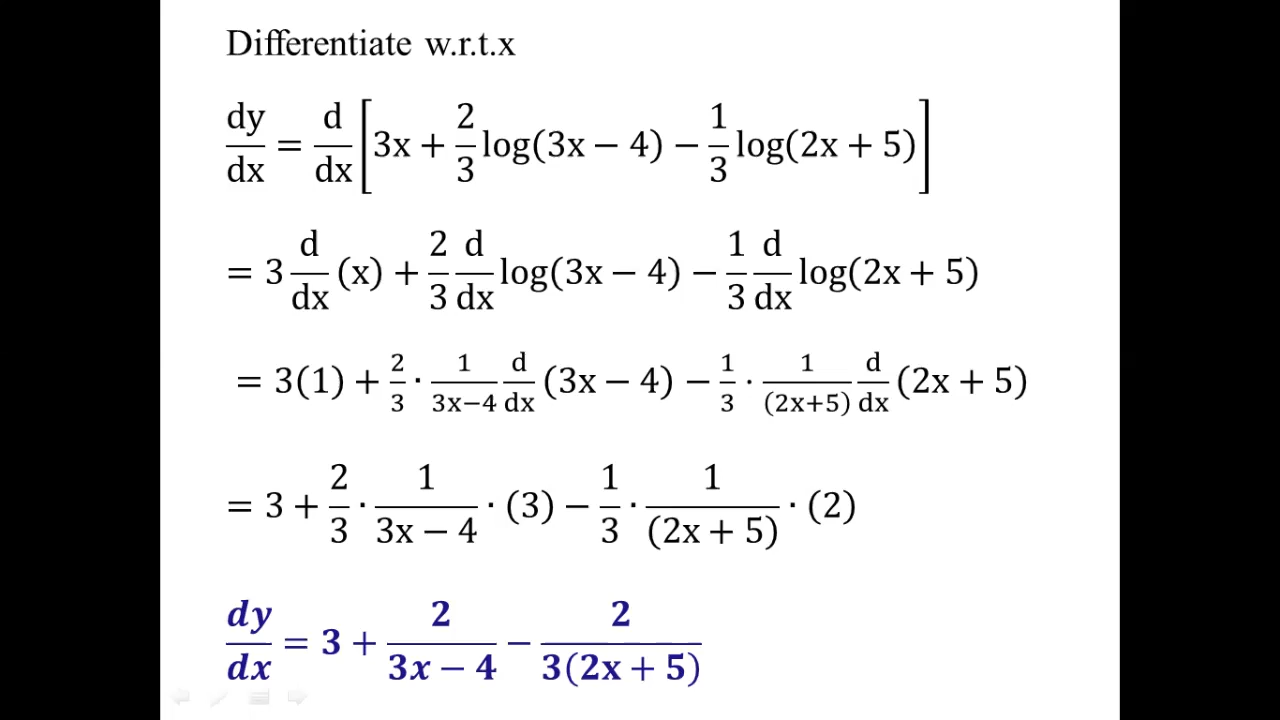 Differentiate w.r.t.x
dy/dx = d/dx [3x + 2/3 log(3x − 4) − 1/3 log(2x + 5)]
= 3 d/dx (x) + 2/3 d/dx log(3x − 4) − 1/3 d/dx log(2x + 5)
= 3(1) + 2/3 · 1/3x−4 d/dx (3x − 4) − 1/3 · 1/(2x+5) d/dx (2x + 5)
= 3 + 2/3 · 1/3x − 4 · (3) − 1/3 · 1/(2x + 5) · (2)
dy/dx = 3 + 2/3x − 4 − 2/3(2x + 5)